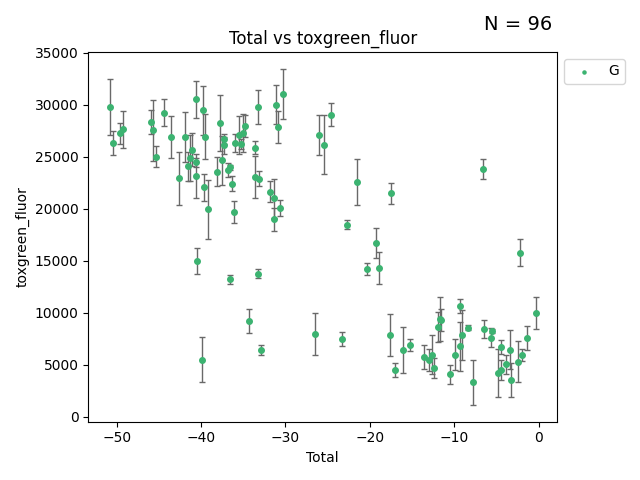 N = 96
Total vs toxgreen_fluor
G
35000
30000
25000
20000
15000
10000
5000
0
toxgreen_fluor
−50 −40 −30 −20 −10 0
Total